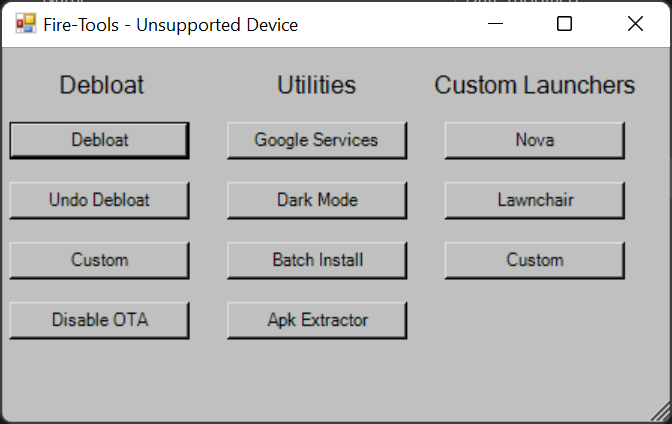 Fire-Tools - Unsupported Device
Debloat
Utilities
Custom Launchers
Debloat
Google Services
Nova
Undo Debloat
Dark Mode
Lawnchair
Custom
Batch Install
Custom
Disable OTA
Apk Extractor